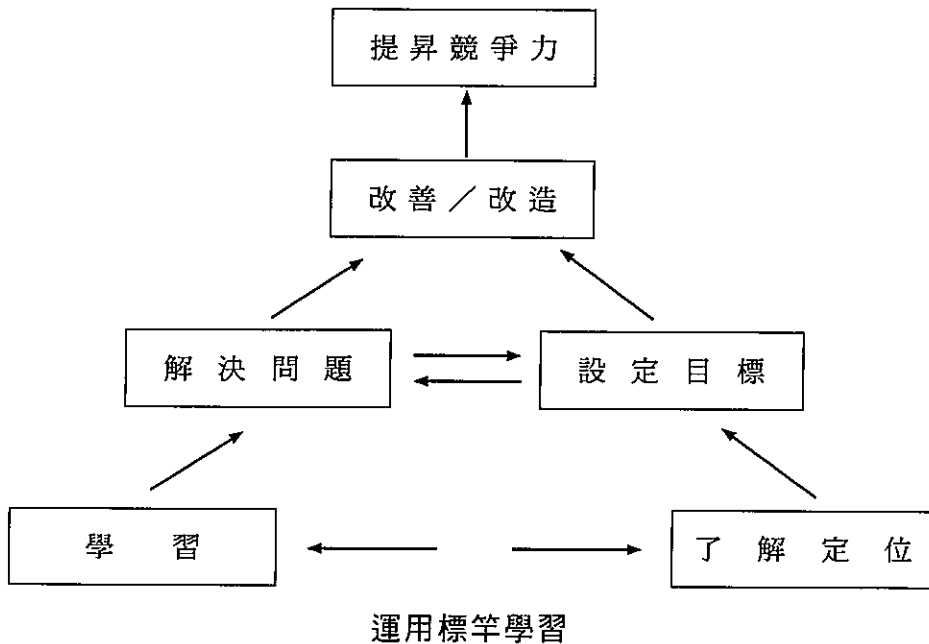 提昇競爭力
改善／改造
解決問題
設定目標
學習
了解定位
運用標竿學習